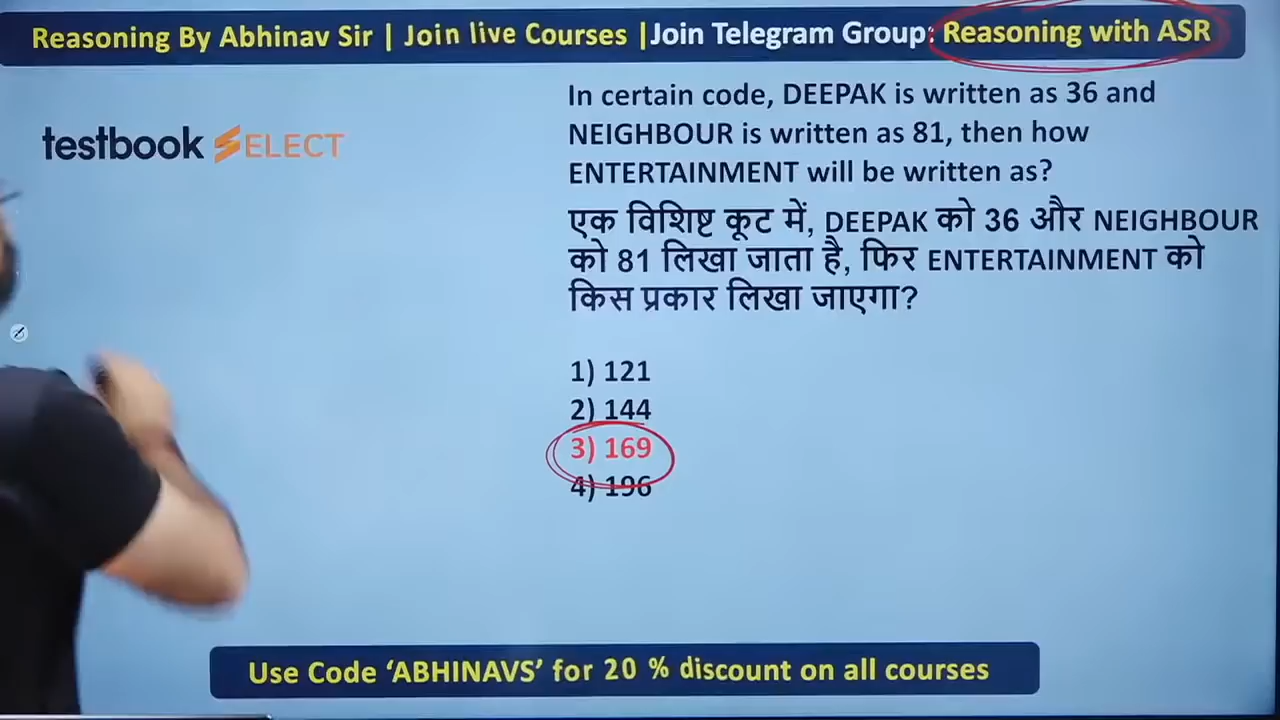 Reasoning By Abhinav Sir | Join live Courses |Join Telegram Group: Reasoning with ASR
testbook SELECT
In certain code, DEEPAK is written as 36 and
NEIGHBOUR is written as 81, then how
ENTERTAINMENT will be written as?
एक विशिष्ट कूट में, DEEPAK को 36 और NEIGHBOUR
को 81 लिखा जाता है, फिर ENTERTAINMENT को
किस प्रकार लिखा जाएगा?
1) 121
2) 144
3) 169
4) 196
Use Code ‘ABHINAVS’ for 20 % discount on all courses